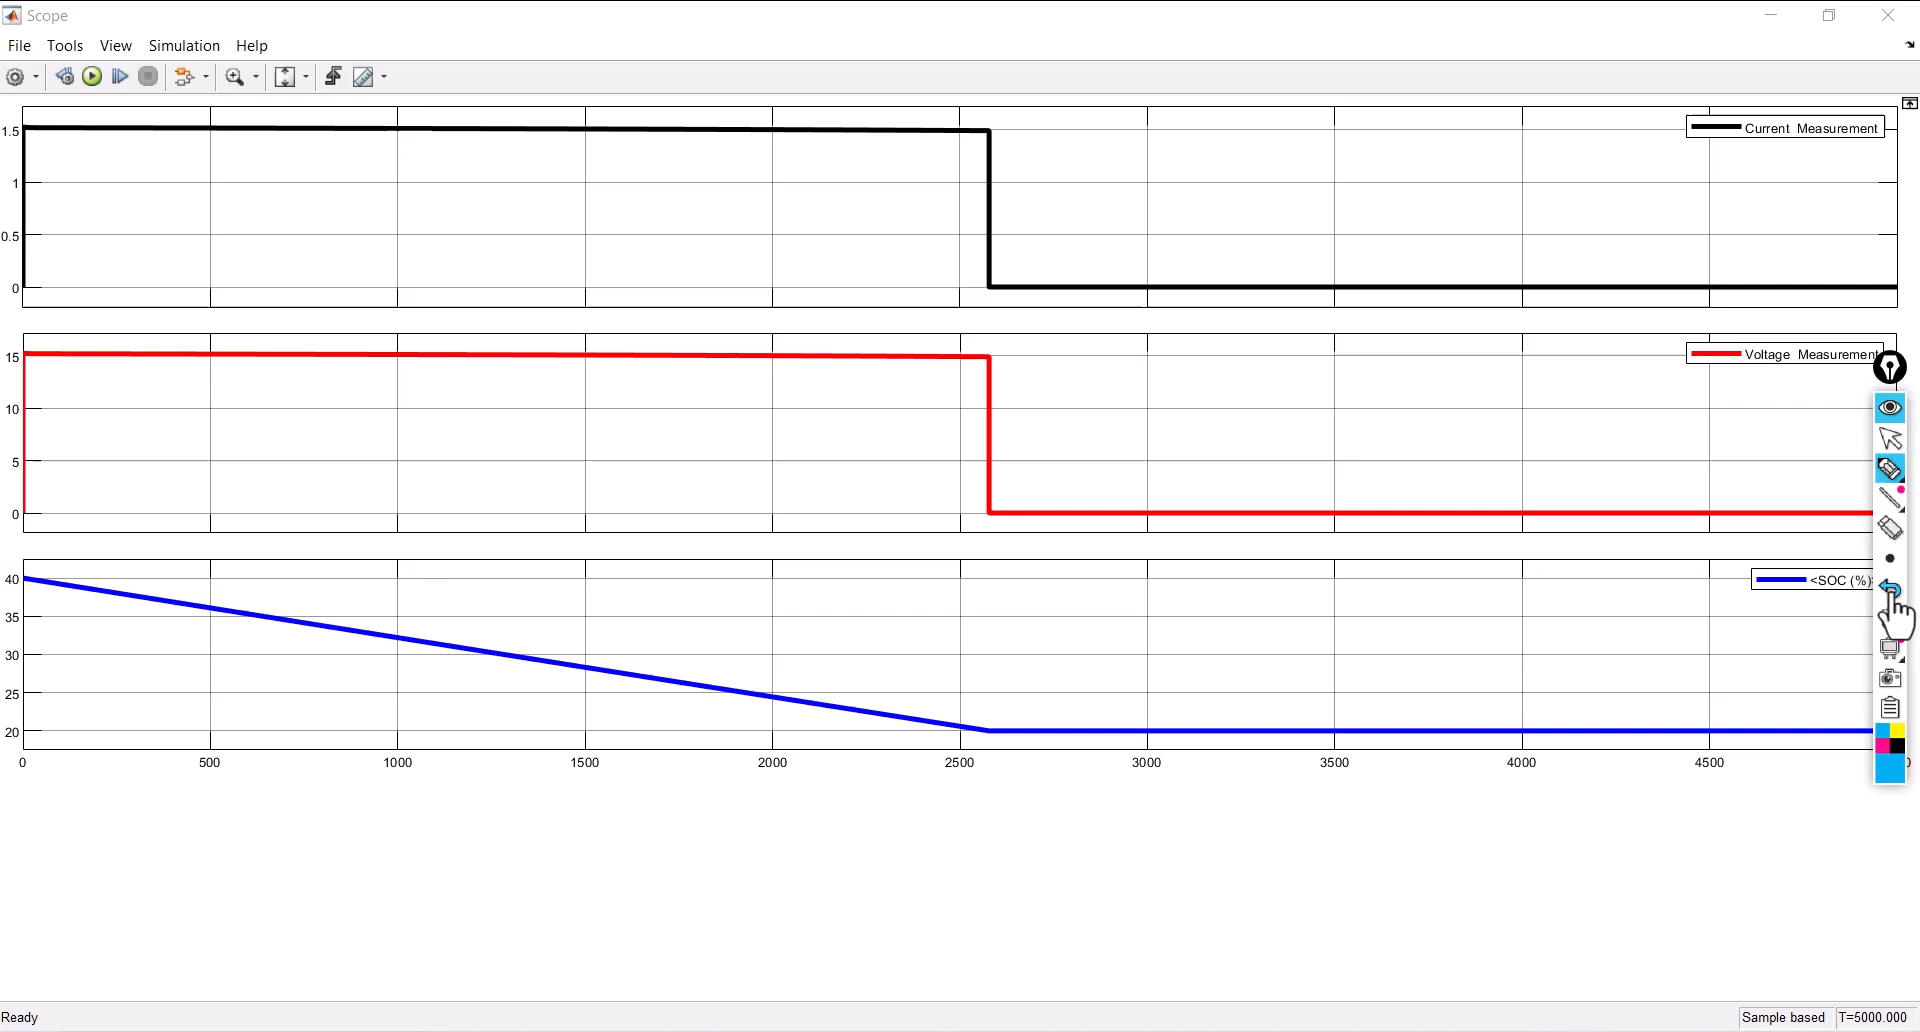 Scope
File Tools View Simulation Help
Current Measurement
1.5
1
0.5
0
Voltage Measurement
15
10
5
0
<SOC (%)
40
35
30
25
20
0 500 1000 1500 2000 2500 3000 3500 4000 4500 0
Ready Sample based T=5000.000